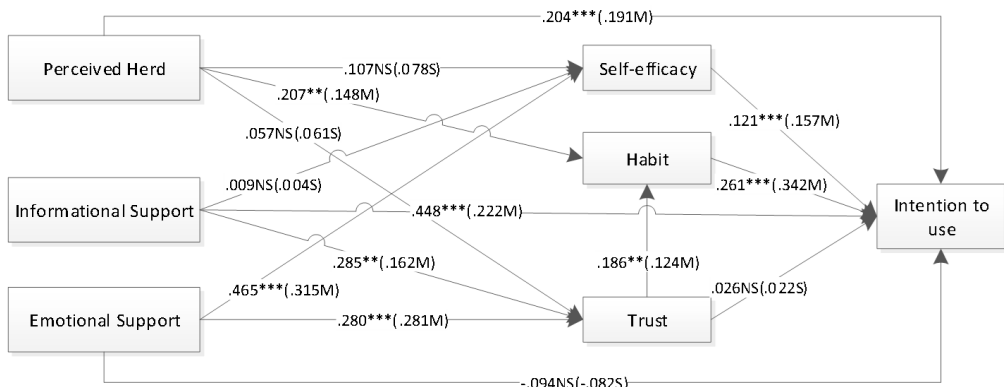 .204***(.191M)
Perceived Herd
.107NS(.078S)
Self-efficacy
.207**(.148M)
.121***(.157M)
.057NS(.061S)
Habit
.009NS(.004S)
.261***(.342M)
Informational Support
.448***(.222M)
Intention to
use
.285**(.162M)
.186**(.124M)
.465***(.315M)
.026NS(.022S)
Emotional Support
.280***(.281M)
Trust
-.094NS(-.082S)